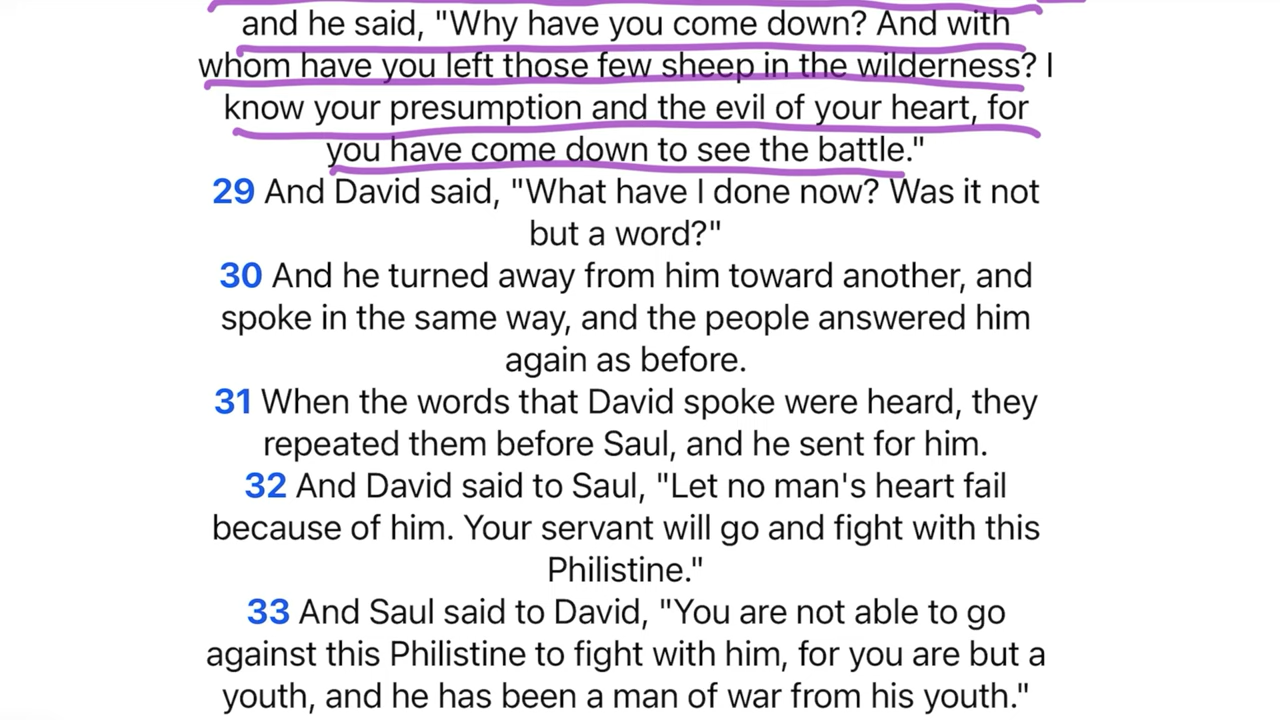 and he said, "Why have you come down? And with
whom have you left those few sheep in the wilderness? I
know your presumption and the evil of your heart, for
you have come down to see the battle."
29 And David said, "What have I done now? Was it not
but a word?"
30 And he turned away from him toward another, and
spoke in the same way, and the people answered him
again as before.
31 When the words that David spoke were heard, they
repeated them before Saul, and he sent for him.
32 And David said to Saul, "Let no man's heart fail
because of him. Your servant will go and fight with this
Philistine."
33 And Saul said to David, "You are not able to go
against this Philistine to fight with him, for you are but a
youth, and he has been a man of war from his youth."